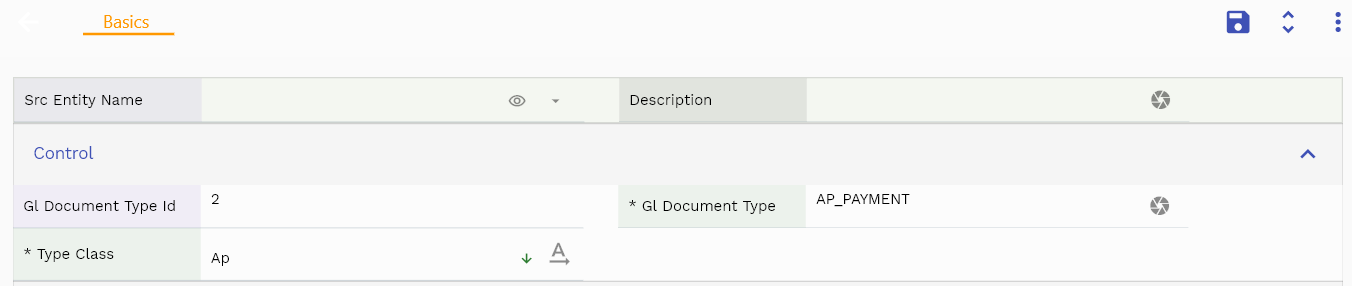 Basics
Src Entity Name
Description
Control
Gl Document Type Id
2
* Gl Document Type
AP_PAYMENT
* Type Class
Ap
A